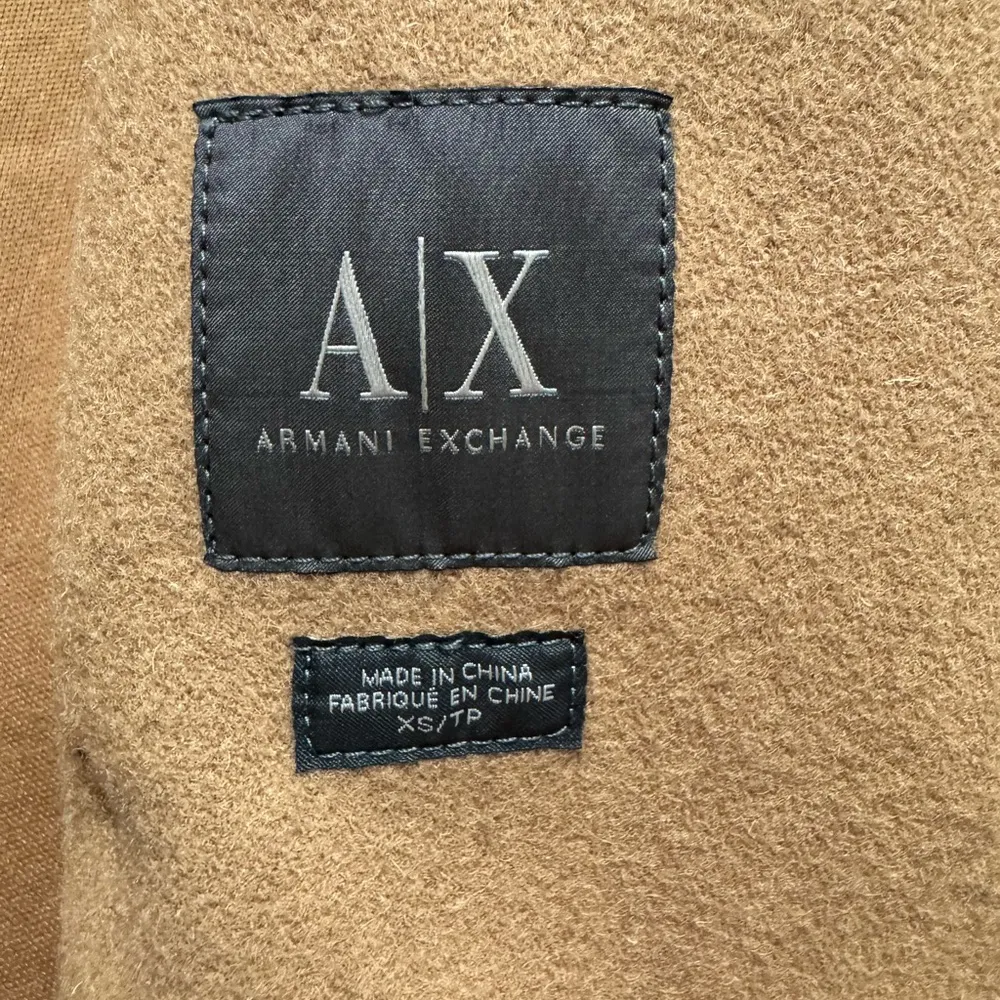 A|X
ARMANI EXCHANGE
MADE IN CHINA
FABRIQUÉ EN CHINE
XS/TP